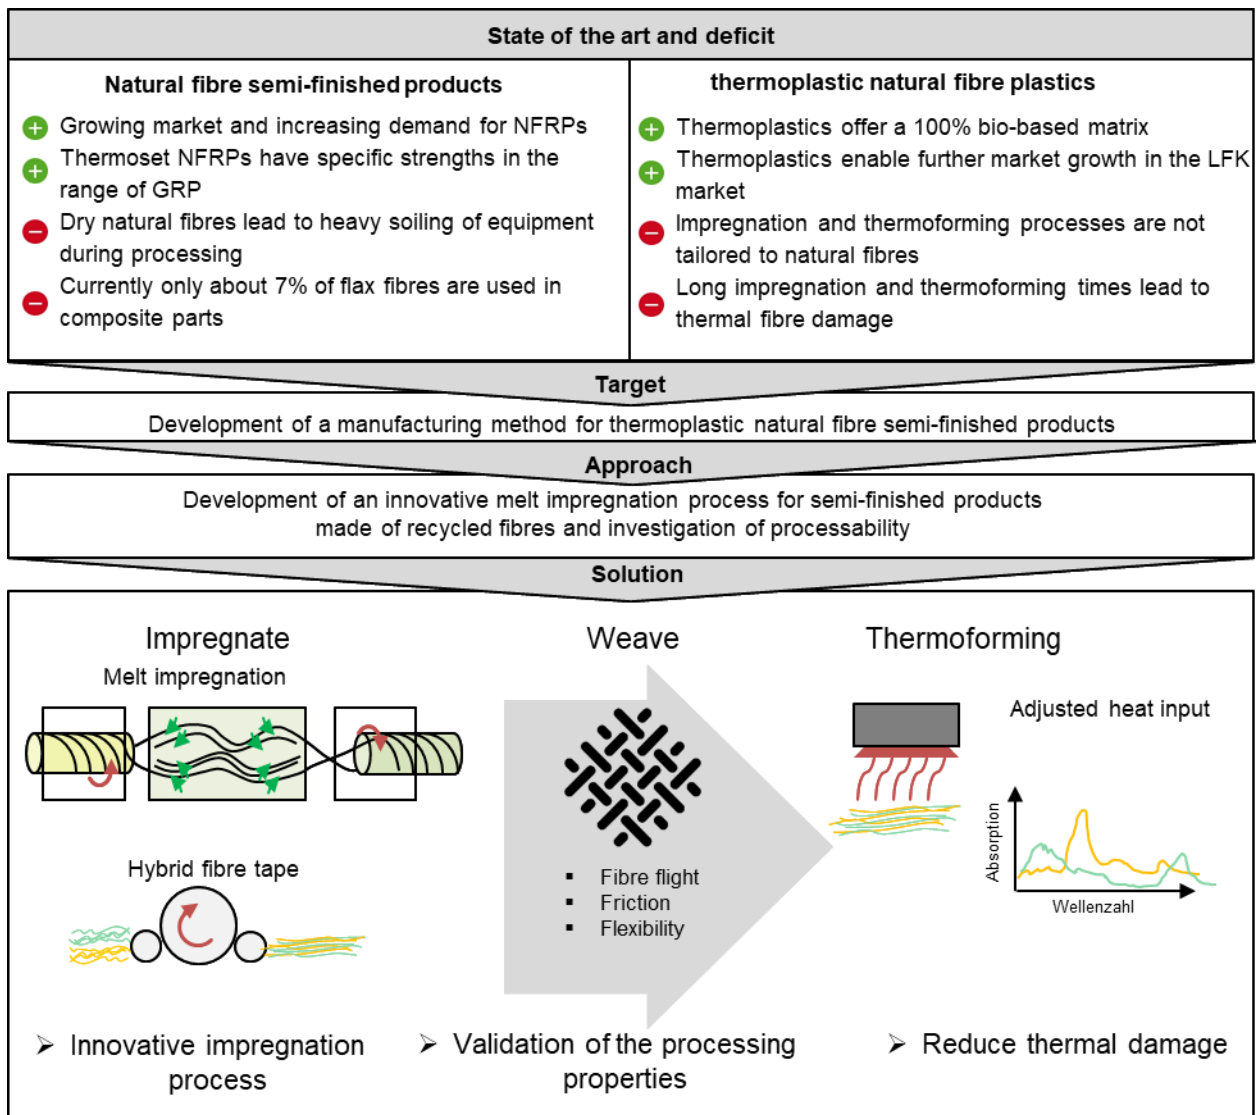 State of the art and deficit
Natural fibre semi-finished products
Growing market and increasing demand for NFRPs
Thermoset NFRPs have specific strengths in the
range of GRP
Dry natural fibres lead to heavy soiling of equipment
during processing
Currently only about 7% of flax fibres are used in
composite parts
thermoplastic natural fibre plastics
Thermoplastics offer a 100% bio-based matrix
Thermoplastics enable further market growth in the LFK
market
Impregnation and thermoforming processes are not
tailored to natural fibres
Long impregnation and thermoforming times lead to
thermal fibre damage
Target
Development of a manufacturing method for thermoplastic natural fibre semi-finished products
Approach
Development of an innovative melt impregnation process for semi-finished products
made of recycled fibres and investigation of processability
Solution
Impregnate
Melt impregnation
Hybrid fibre tape
➢ Innovative impregnation
process
Weave
▪ Fibre flight
▪ Friction
▪ Flexibility
➢ Validation of the processing
properties
Thermoforming
Adjusted heat input
Absorption
Wellenzahl
➢ Reduce thermal damage